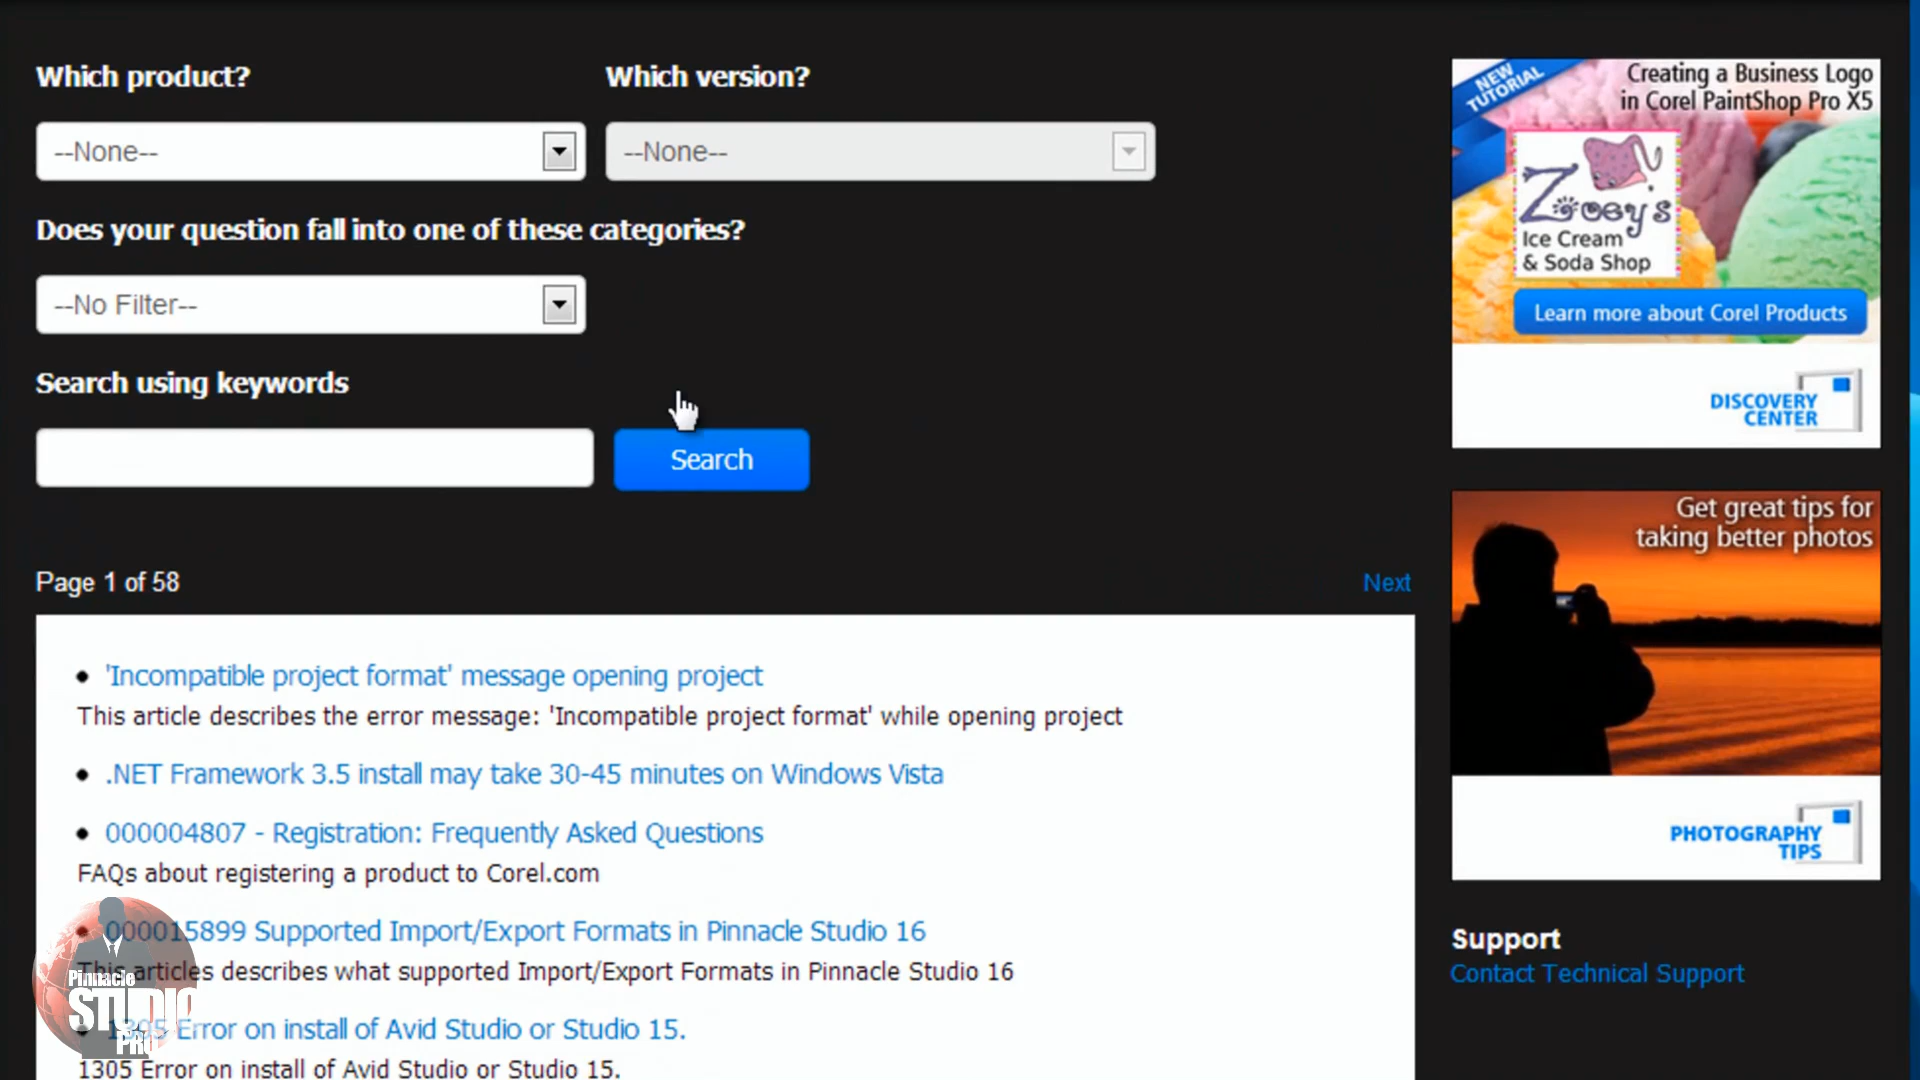 Which product?
Which version?
--None--
--None--
Does your question fall into one of these categories?
--No Filter--
Search using keywords
Search
Page 1 of 58
Next
'Incompatible project format' message opening project
This article describes the error message: 'Incompatible project format' while opening project
.NET Framework 3.5 install may take 30-45 minutes on Windows Vista
000004807 - Registration: Frequently Asked Questions
FAQs about registering a product to Corel.com
000015899 Supported Import/Export Formats in Pinnacle Studio 16
This articles describes what supported Import/Export Formats in Pinnacle Studio 16
1305 Error on install of Avid Studio or Studio 15.
1305 Error on install of Avid Studio or Studio 15.
Pinnacle
STUDIO
PRO
NEW
TUTORIAL
Creating a Business Logo
in Corel PaintShop Pro X5
Zoey's
Ice Cream
& Soda Shop
Learn more about Corel Products
DISCOVERY
CENTER
Get great tips for
taking better photos
PHOTOGRAPHY
TIPS
Support
Contact Technical Support